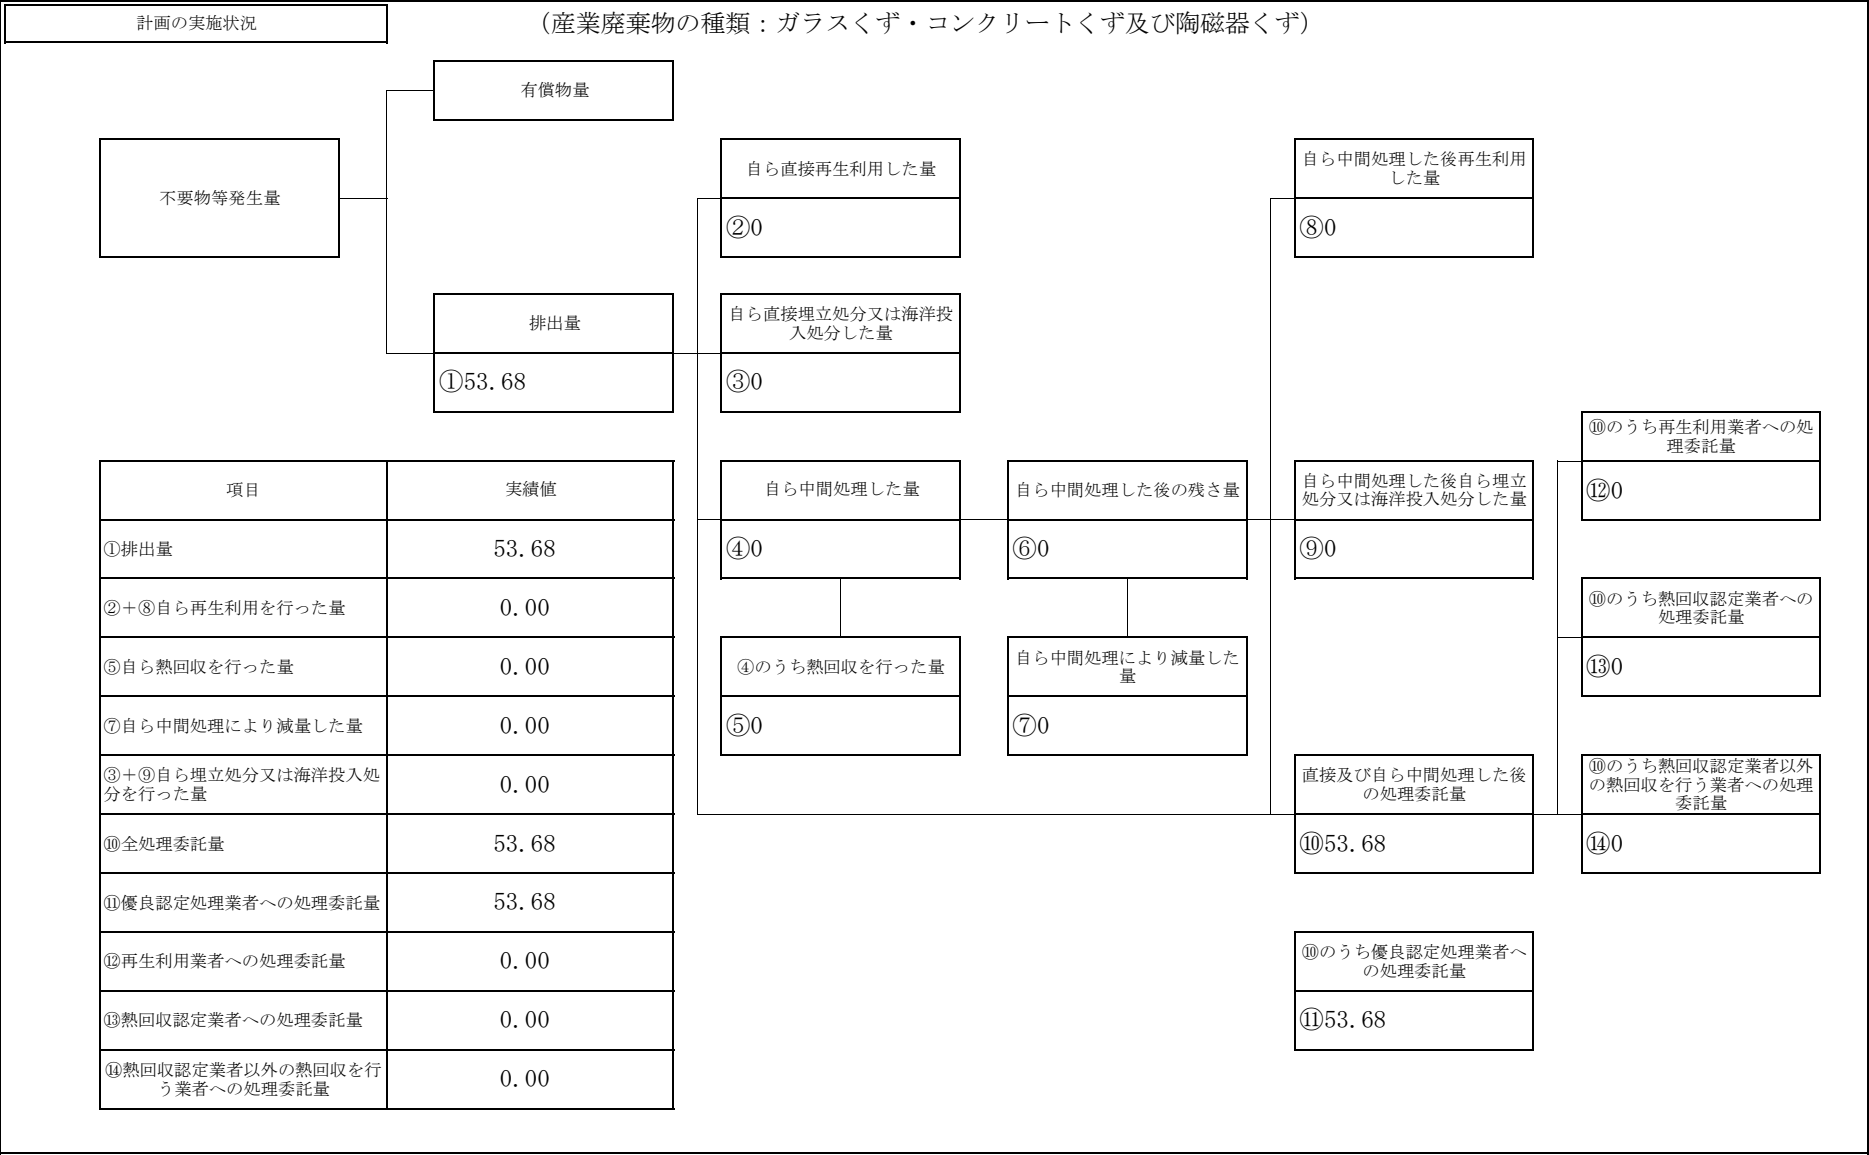 計画の実施状況
（産業廃棄物の種類：ガラスくず・コンクリートくず及び陶磁器くず）
有償物量
不要物等発生量
自ら直接再生利用した量
②0
自ら中間処理した後再生利用
した量
⑧0
排出量
①53.68
自ら直接埋立処分又は海洋投
入処分した量
③0
⑩のうち再生利用業者への処
理委託量
⑫0
自ら中間処理した量
④0
自ら中間処理した後の残さ量
⑥0
自ら中間処理した後自ら埋立
処分又は海洋投入処分した量
⑨0
⑩のうち熱回収認定業者への
処理委託量
⑬0
④のうち熱回収を行った量
⑤0
自ら中間処理により減量した
量
⑦0
直接及び自ら中間処理した後
の処理委託量
⑩53.68
⑩のうち熱回収認定業者以外
の熱回収を行う業者への処理
委託量
⑭0
⑩のうち優良認定処理業者へ
の処理委託量
⑪53.68
項目 実績値
①排出量 53.68
②＋⑧自ら再生利用を行った量 0.00
⑤自ら熱回収を行った量 0.00
⑦自ら中間処理により減量した量 0.00
③＋⑨自ら埋立処分又は海洋投入処
分を行った量 0.00
⑩全処理委託量 53.68
⑪優良認定処理業者への処理委託量 53.68
⑫再生利用業者への処理委託量 0.00
⑬熱回収認定業者への処理委託量 0.00
⑭熱回収認定業者以外の熱回収を行
う業者への処理委託量 0.00